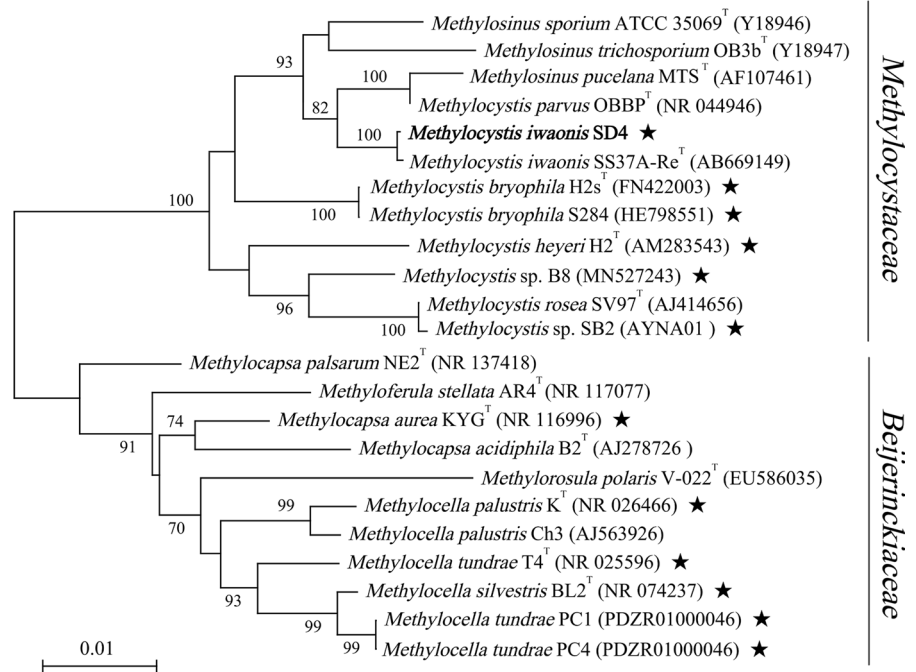 Methylosinus sporium ATCC 35069T (Y18946)
93
Methylosinus trichosporium OB3bT (Y18947)
100
Methylosinus pucelana MTST (AF107461)
82
Methylocystis parvus OBBPT (NR 044946)
100
Methylocystis iwaonis SD4 ★
Methylocystis iwaonis SS37A-ReT (AB669149)
Methylocystaceae
100
Methylocystis bryophila H2sT (FN422003) ★
100
Methylocystis bryophila S284 (HE798551) ★
Methylocystis heyeri H2T (AM283543) ★
Methylocystis sp. B8 (MN527243) ★
96
Methylocystis rosea SV97T (AJ414656)
100
Methylocystis sp. SB2 (AYNA01 ) ★
Methylocapsa palsarum NE2T (NR 137418)
Methyloferula stellata AR4T (NR 117077)
91
74
Methylocapsa aurea KYGT (NR 116996) ★
Methylocapsa acidiphila B2T (AJ278726 )
Methylorosula polaris V-022T (EU586035)
70
99
Methylocella palustris KT (NR 026466) ★
Methylocella palustris Ch3 (AJ563926)
Beijerinckiaceae
Methylocella tundrae T4T (NR 025596) ★
93
Methylocella silvestris BL2T (NR 074237) ★
99
Methylocella tundrae PC1 (PDZR01000046) ★
99
Methylocella tundrae PC4 (PDZR01000046) ★
0.01